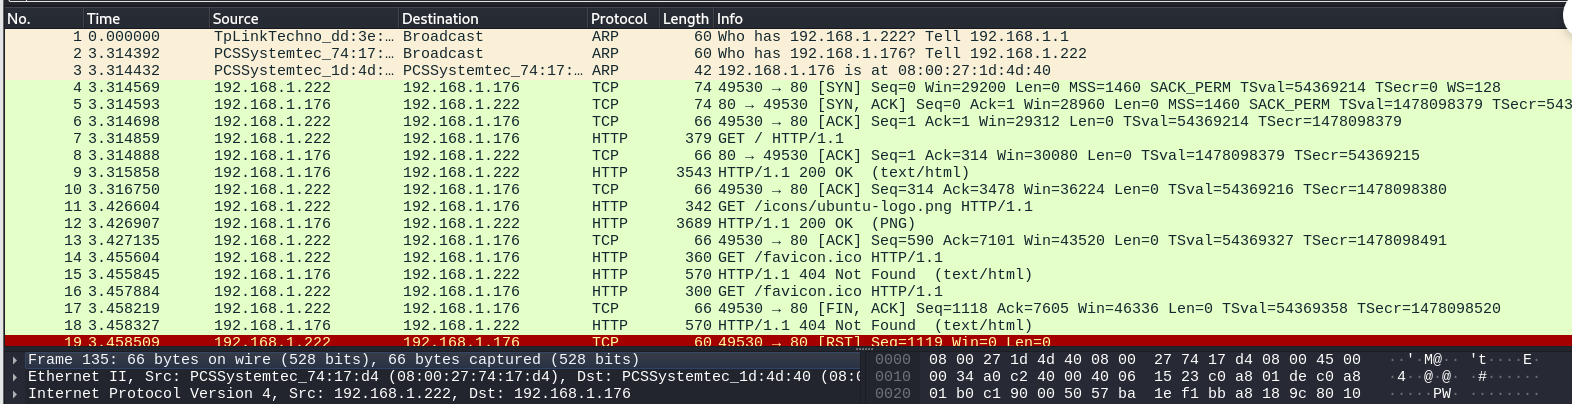 No. Time Source Destination Protocol Length Info
1 0.000000 TpLinkTechno_dd:3e:… Broadcast ARP 60 Who has 192.168.1.222? Tell 192.168.1.1
2 3.314392 PCSSystemtec_74:17:… Broadcast ARP 60 Who has 192.168.1.176? Tell 192.168.1.222
3 3.314432 PCSSystemtec_1d:4d:… PCSSystemtec_74:17:… ARP 42 192.168.1.176 is at 08:00:27:1d:4d:40
4 3.314569 192.168.1.222 192.168.1.176 TCP 74 49530 → 80 [SYN] Seq=0 Win=29200 Len=0 MSS=1460 SACK_PERM TSval=54369214 TSecr=0 WS=128
5 3.314593 192.168.1.176 192.168.1.222 TCP 74 80 → 49530 [SYN, ACK] Seq=0 Ack=1 Win=28960 Len=0 MSS=1460 SACK_PERM TSval=1478098379 TSecr=543
6 3.314698 192.168.1.222 192.168.1.176 TCP 66 49530 → 80 [ACK] Seq=1 Ack=1 Win=29312 Len=0 TSval=54369214 TSecr=1478098379
7 3.314859 192.168.1.222 192.168.1.176 HTTP 379 GET / HTTP/1.1
8 3.314888 192.168.1.176 192.168.1.222 TCP 66 80 → 49530 [ACK] Seq=1 Ack=314 Win=30080 Len=0 TSval=1478098379 TSecr=54369215
9 3.315858 192.168.1.176 192.168.1.222 HTTP 3543 HTTP/1.1 200 OK (text/html)
10 3.316750 192.168.1.222 192.168.1.176 TCP 66 49530 → 80 [ACK] Seq=314 Ack=3478 Win=36224 Len=0 TSval=54369216 TSecr=1478098380
11 3.426604 192.168.1.222 192.168.1.176 HTTP 342 GET /icons/ubuntu-logo.png HTTP/1.1
12 3.426907 192.168.1.176 192.168.1.222 HTTP 3689 HTTP/1.1 200 OK (PNG)
13 3.427135 192.168.1.222 192.168.1.176 TCP 66 49530 → 80 [ACK] Seq=590 Ack=7101 Win=43520 Len=0 TSval=54369327 TSecr=1478098491
14 3.455604 192.168.1.222 192.168.1.176 HTTP 360 GET /favicon.ico HTTP/1.1
15 3.455845 192.168.1.176 192.168.1.222 HTTP 570 HTTP/1.1 404 Not Found (text/html)
16 3.457884 192.168.1.222 192.168.1.176 HTTP 300 GET /favicon.ico HTTP/1.1
17 3.458219 192.168.1.222 192.168.1.176 TCP 66 49530 → 80 [FIN, ACK] Seq=1118 Ack=7605 Win=46336 Len=0 TSval=54369358 TSecr=1478098520
18 3.458327 192.168.1.176 192.168.1.222 HTTP 570 HTTP/1.1 404 Not Found (text/html)
19 3.458509 192.168.1.222 192.168.1.176 TCP 60 49530 → 80 [RST] Seq=1119 Win=0 Len=0
Frame 135: 66 bytes on wire (528 bits), 66 bytes captured (528 bits)
Ethernet II, Src: PCSSystemtec_74:17:d4 (08:00:27:74:17:d4), Dst: PCSSystemtec_1d:4d:40 (08:0
Internet Protocol Version 4, Src: 192.168.1.222, Dst: 192.168.1.176
0000 08 00 27 1d 4d 40 08 00 27 74 17 d4 08 00 45 00 ··'·M@·· 't····E·
0010 00 34 a0 c2 40 00 40 06 15 23 c0 a8 01 de c0 a8 ·4··@·@· ·#······
0020 01 b0 c1 90 00 50 57 ba 1e f1 bb a8 18 9c 80 10 ·····PW· ········